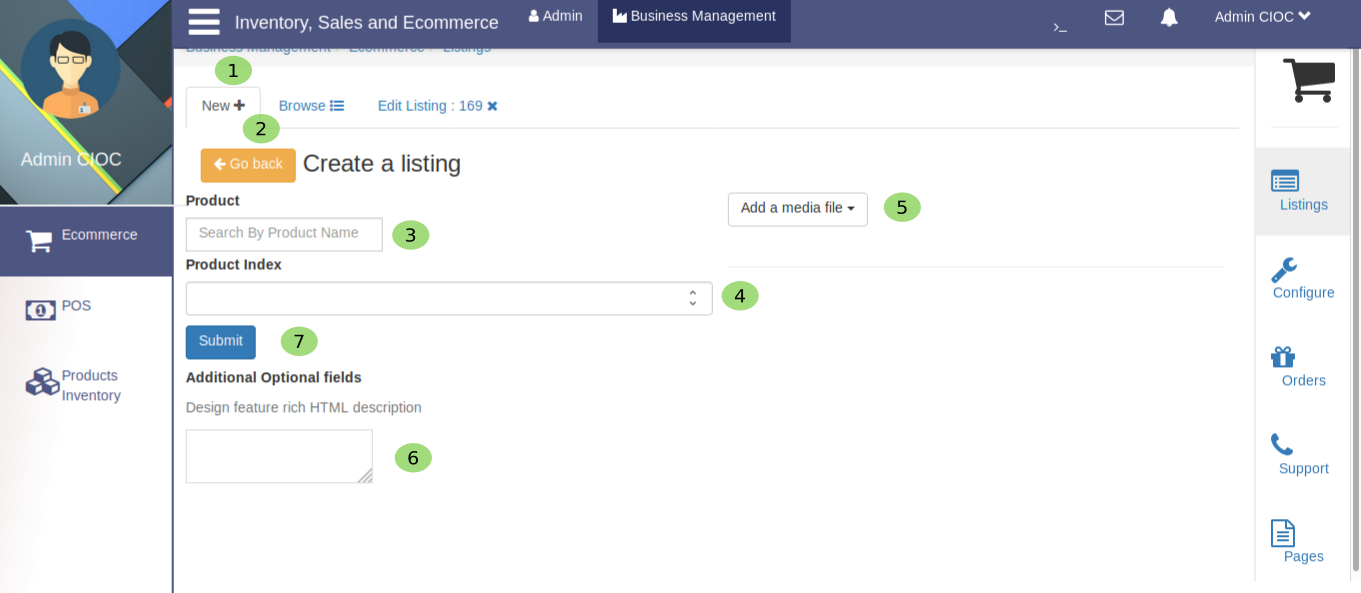 Inventory, Sales and Ecommerce
Admin
Business Management
>_
Admin CIOC
Business Management / Ecommerce / Listings
1
New
Browse
Edit Listing : 169
2
Go back
Create a listing
Admin CIOC
Product
Add a media file
5
Search By Product Name
3
Product Index
4
Submit
7
Additional Optional fields
Design feature rich HTML description
6
Ecommerce
POS
Products
Inventory
Listings
Configure
Orders
Support
Pages